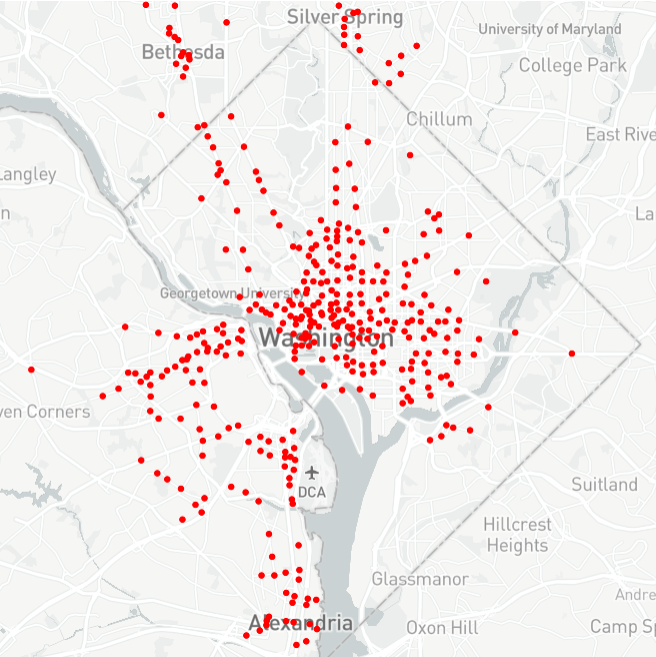 Silver Spring
University of Maryland
Bethesda
College Park
Chillum
East Rive
Langley
La
n
Georgetown University
Washington
ven Corners
DCA
Suitland
Hillcrest
Heights
Glassmanor
Andre
Alexandria
Oxon Hill
Camp Sp